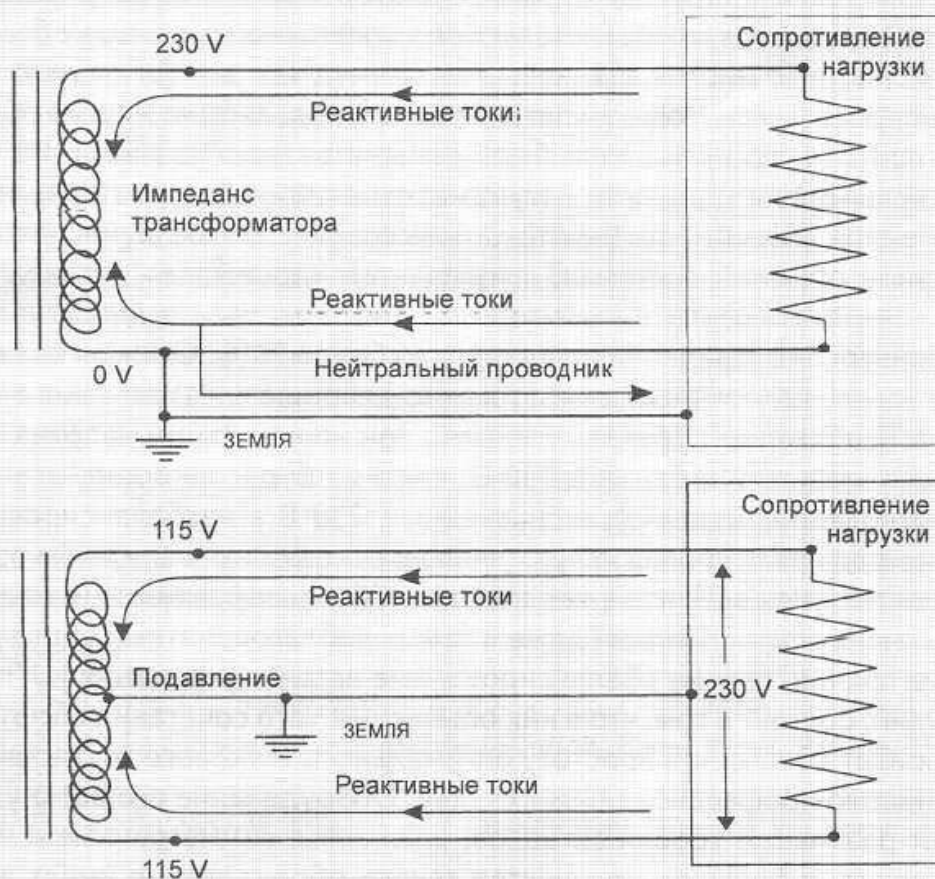 230 V
Сопротивление
нагрузки
Реактивные токи
Импеданс
трансформатора
Реактивные токи
0 V
Нейтральный проводник
ЗЕМЛЯ
115 V
Сопротивление
нагрузки
Реактивные токи
Подавление
230 V
ЗЕМЛЯ
Реактивные токи
115 V